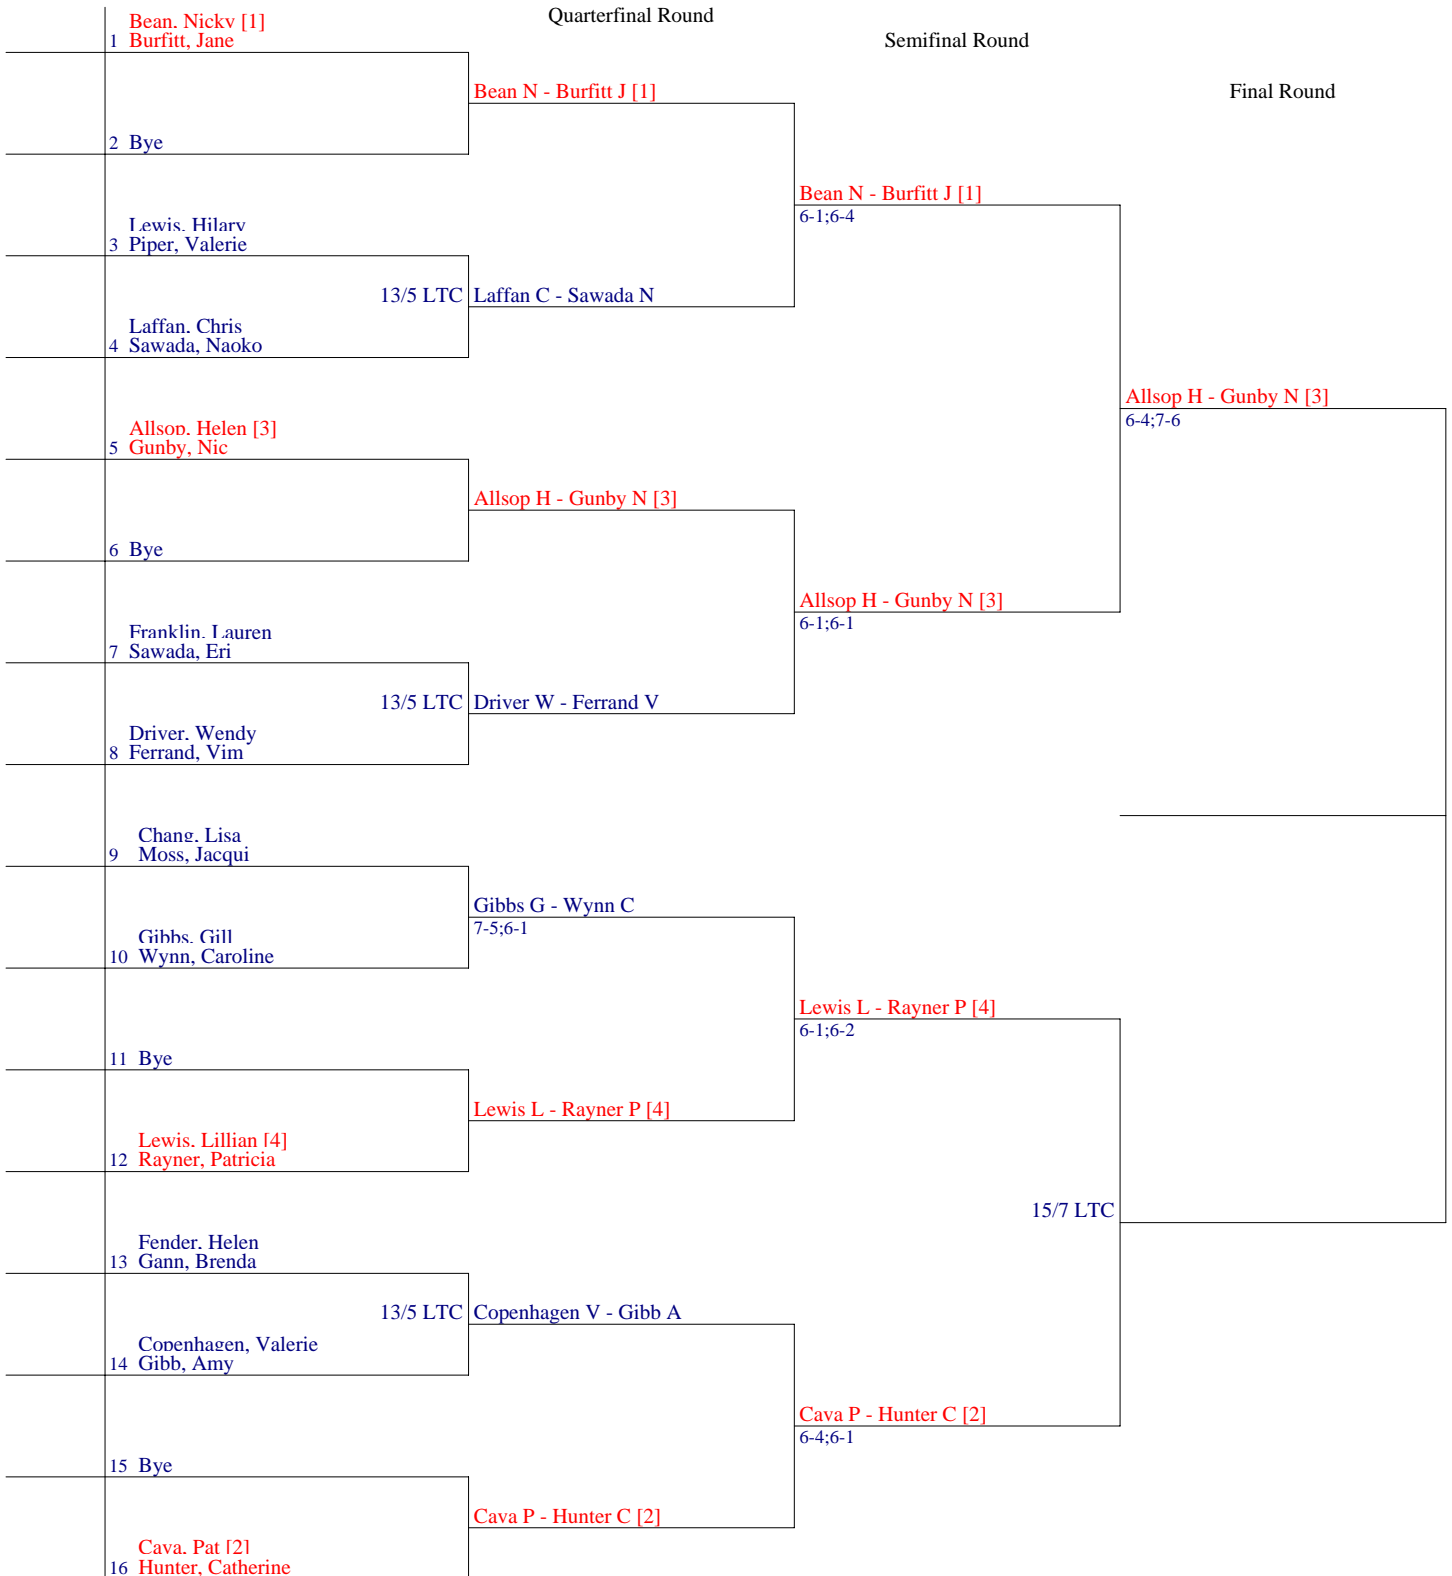 Quarterfinal Round
Semifinal Round
Final Round
Bean, Nicky [1]
1 Burfitt, Jane
Bean N - Burfitt J [1]
2 Bye
Bean N - Burfitt J [1]
6-1;6-4
Lewis, Hilary
3 Piper, Valerie
13/5 LTC Laffan C - Sawada N
Laffan, Chris
4 Sawada, Naoko
Allsop H - Gunby N [3]
6-4;7-6
Allsop, Helen [3]
5 Gunby, Nic
Allsop H - Gunby N [3]
6 Bye
Allsop H - Gunby N [3]
6-1;6-1
Franklin, Lauren
7 Sawada, Eri
13/5 LTC Driver W - Ferrand V
Driver, Wendy
8 Ferrand, Vim
Chang, Lisa
9 Moss, Jacqui
Gibbs G - Wynn C
7-5;6-1
Gibbs, Gill
10 Wynn, Caroline
Lewis L - Rayner P [4]
6-1;6-2
11 Bye
Lewis L - Rayner P [4]
Lewis, Lillian [4]
12 Rayner, Patricia
15/7 LTC
Fender, Helen
13 Gann, Brenda
13/5 LTC Copenhagen V - Gibb A
Copenhagen, Valerie
14 Gibb, Amy
Cava P - Hunter C [2]
6-4;6-1
15 Bye
Cava P - Hunter C [2]
Cava, Pat [2]
16 Hunter, Catherine